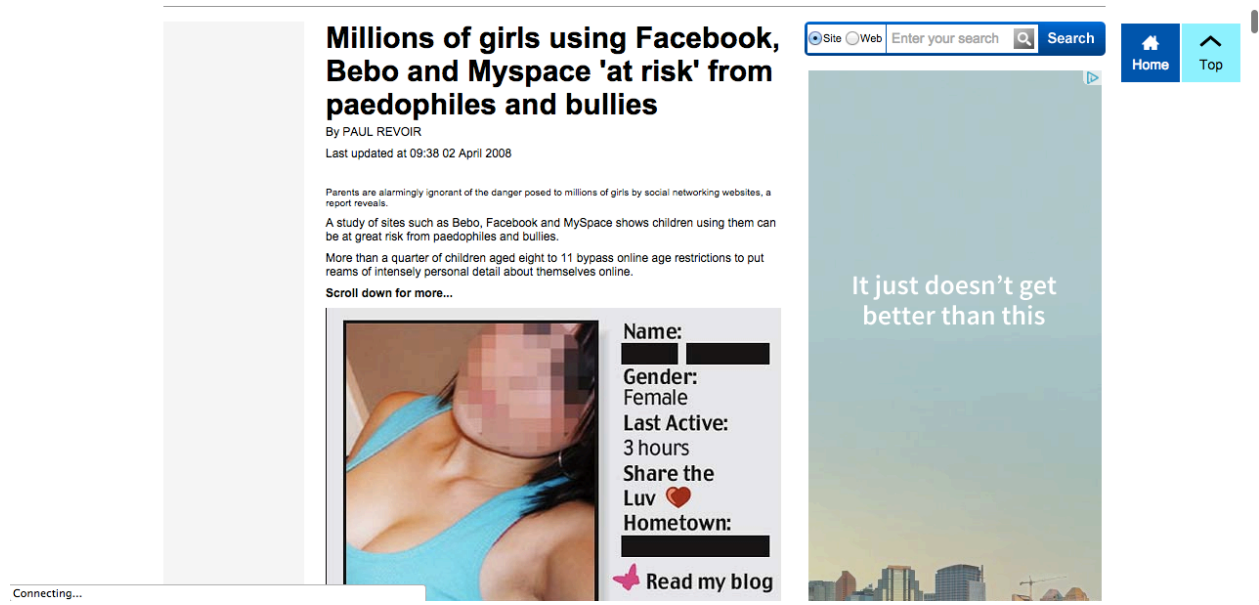 Millions of girls using Facebook,
Bebo and Myspace 'at risk' from
paedophiles and bullies
By PAUL REVOIR
Last updated at 09:38 02 April 2008
Parents are alarmingly ignorant of the danger posed to millions of girls by social networking websites, a
report reveals.
A study of sites such as Bebo, Facebook and MySpace shows children using them can
be at great risk from paedophiles and bullies.
More than a quarter of children aged eight to 11 bypass online age restrictions to put
reams of intensely personal detail about themselves online.
Scroll down for more...
Name:
Gender:
Female
Last Active:
3 hours
Share the
Luv
Hometown:
Read my blog
Site Web Enter your search Search
It just doesn't get
better than this
Home
Top
Connecting...